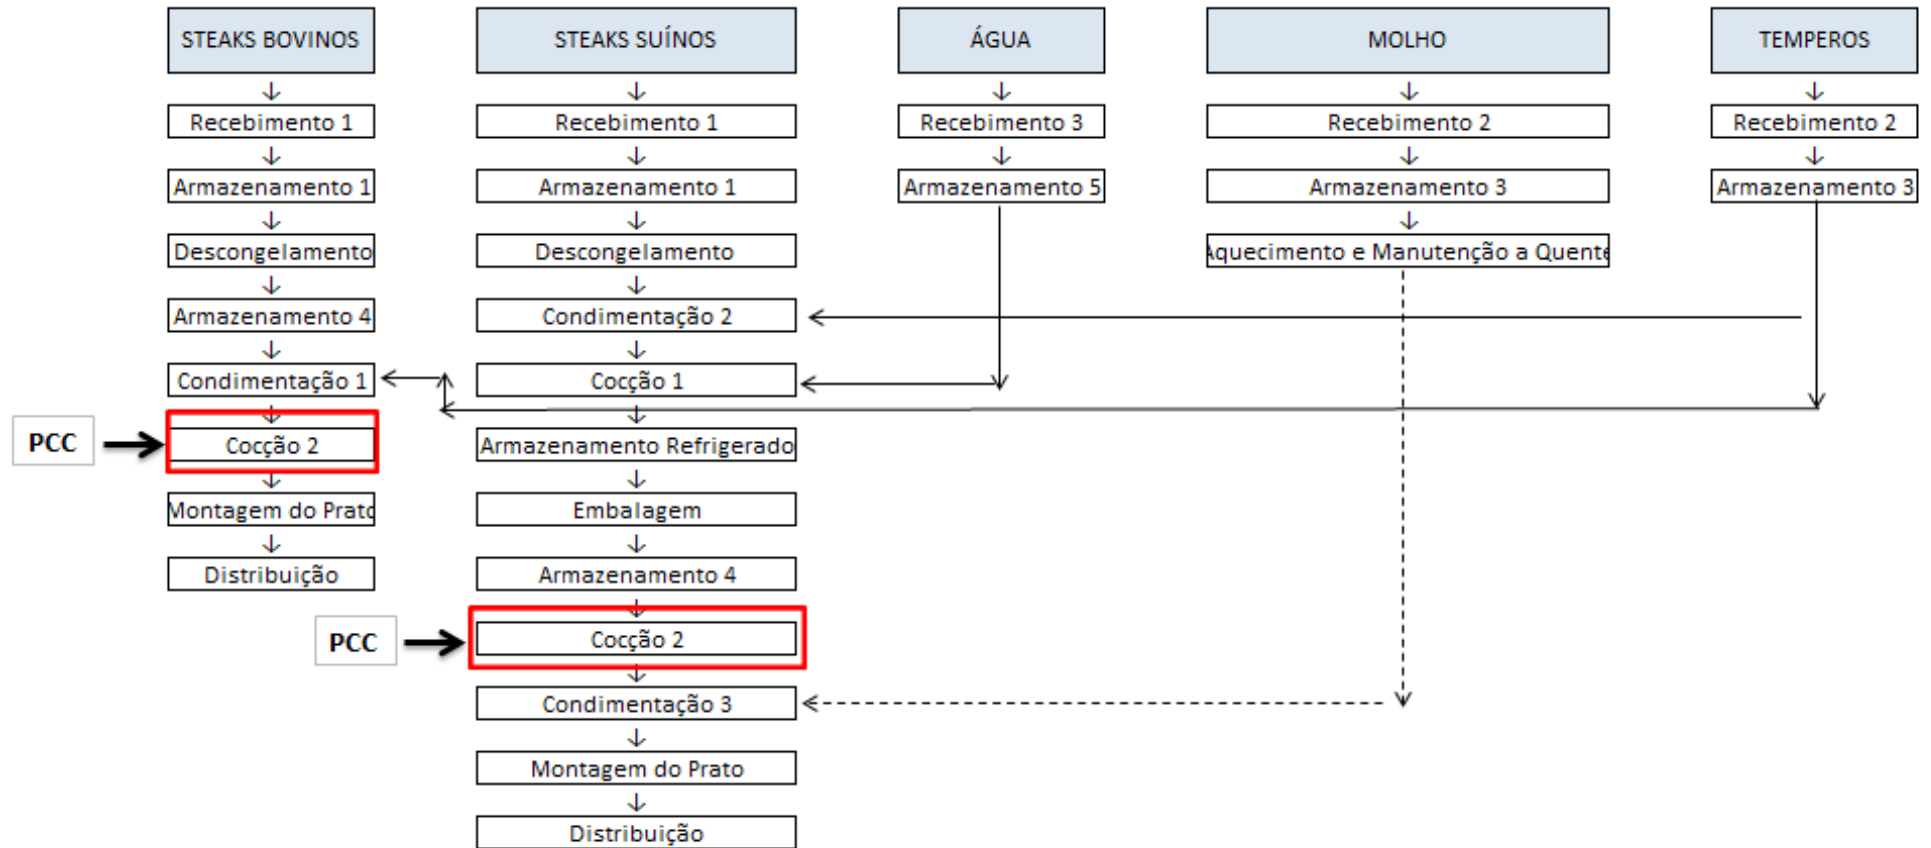 STEAKS BOVINOS
STEAKS SUÍNOS
ÁGUA
MOLHO
TEMPEROS
Recebimento 1
Recebimento 1
Recebimento 3
Recebimento 2
Recebimento 2
Armazenamento 1
Armazenamento 1
Armazenamento 5
Armazenamento 3
Armazenamento 3
Descongelamento
Descongelamento
Aquecimento e Manutenção a Quente
Armazenamento 4
Condimentação 2
Condimentação 1
Cocção 1
PCC
Cocção 2
Armazenamento Refrigerado
Montagem do Prato
Embalagem
Distribuição
Armazenamento 4
PCC
Cocção 2
Condimentação 3
Montagem do Prato
Distribuição